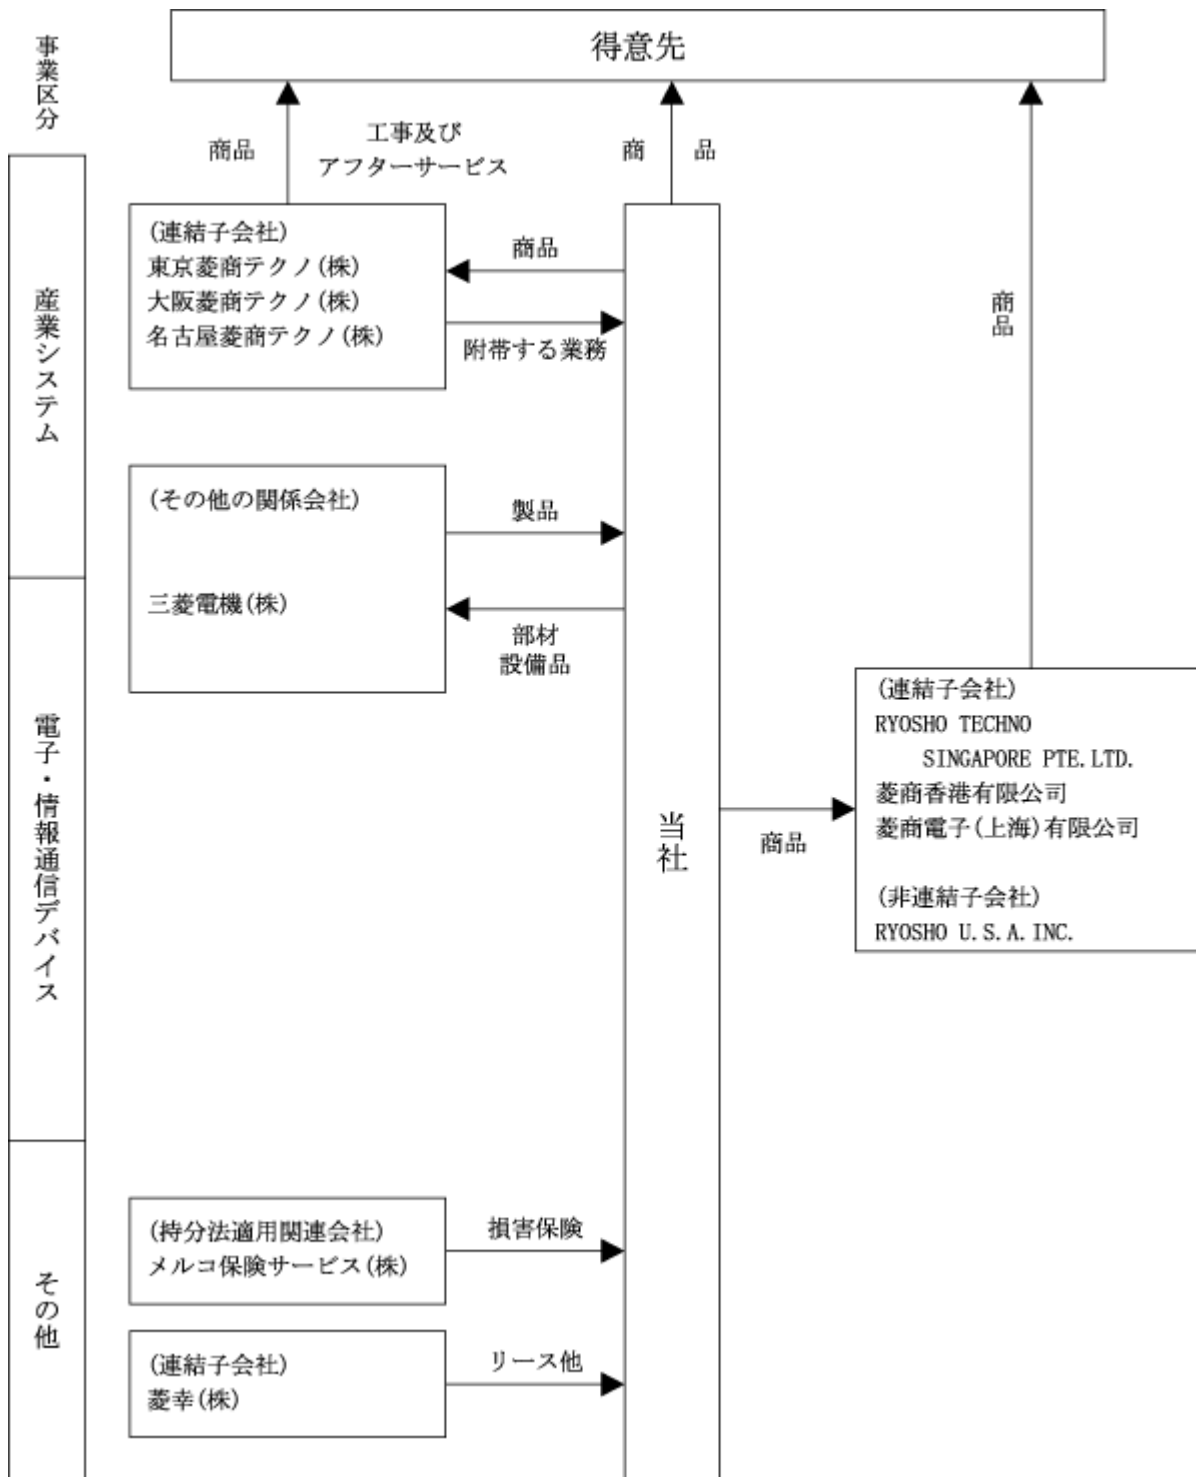 事業区分
得意先
商品
工事及び
アフターサービス
商品
商品
産業システム
(連結子会社)
東京菱商テクノ(株)
大阪菱商テクノ(株)
名古屋菱商テクノ(株)
商品
附帯する業務
(その他の関係会社)
三菱電機(株)
製品
部材
設備品
電子・情報通信デバイス
当社
商品
(連結子会社)
RYOSHO TECHNO
SINGAPORE PTE.LTD.
菱商香港有限公司
菱商電子(上海)有限公司
(非連結子会社)
RYOSHO U.S.A.INC.
その他
(持分法適用関連会社)
メルコ保険サービス(株)
損害保険
(連結子会社)
菱幸(株)
リース他